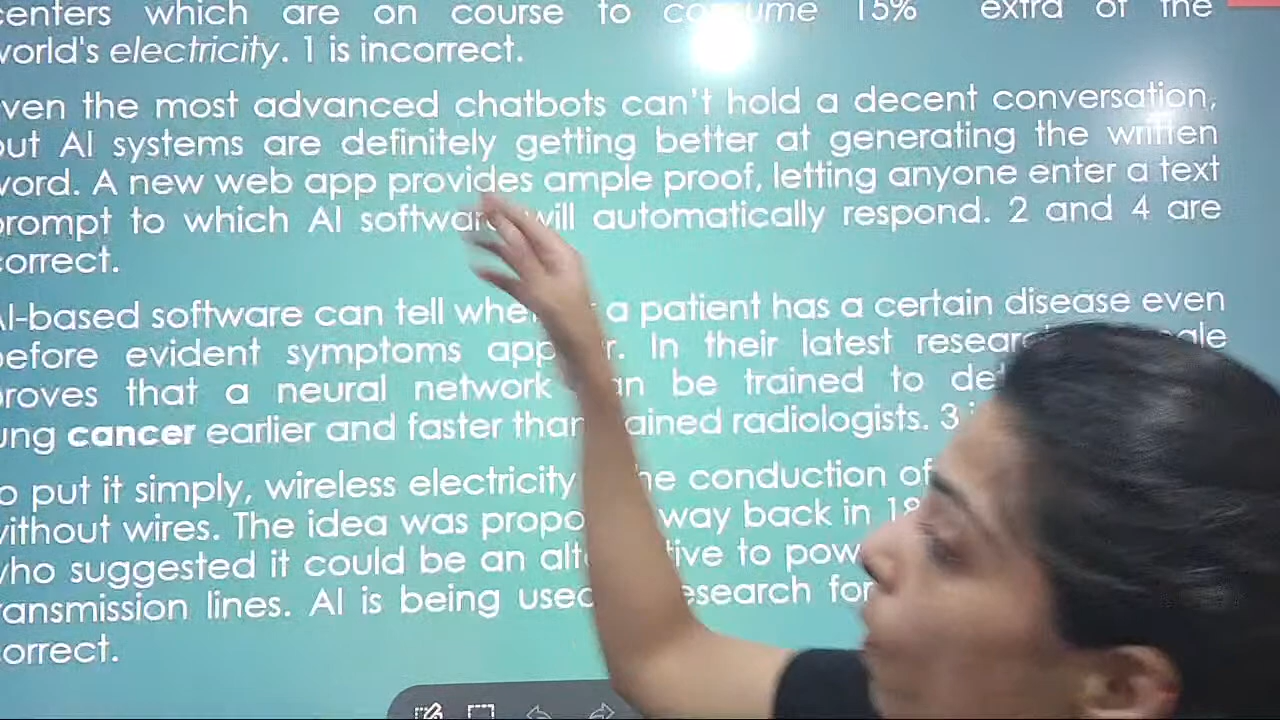 centers which are on course to consume 15% extra of the
world's electricity. 1 is incorrect.
ven the most advanced chatbots can't hold a decent conversation,
but AI systems are definitely getting better at generating the written
word. A new web app provides ample proof, letting anyone enter a text
prompt to which AI software will automatically respond. 2 and 4 are
correct.
AI-based software can tell whe a patient has a certain disease even
before evident symptoms app r. In their latest resear gle
proves that a neural network an be trained to de
ung cancer earlier and faster than ained radiologists. 3
o put it simply, wireless electricity he conduction of
without wires. The idea was propo way back in 18
who suggested it could be an alt tive to pow
ransmission lines. AI is being used esearch for
correct.